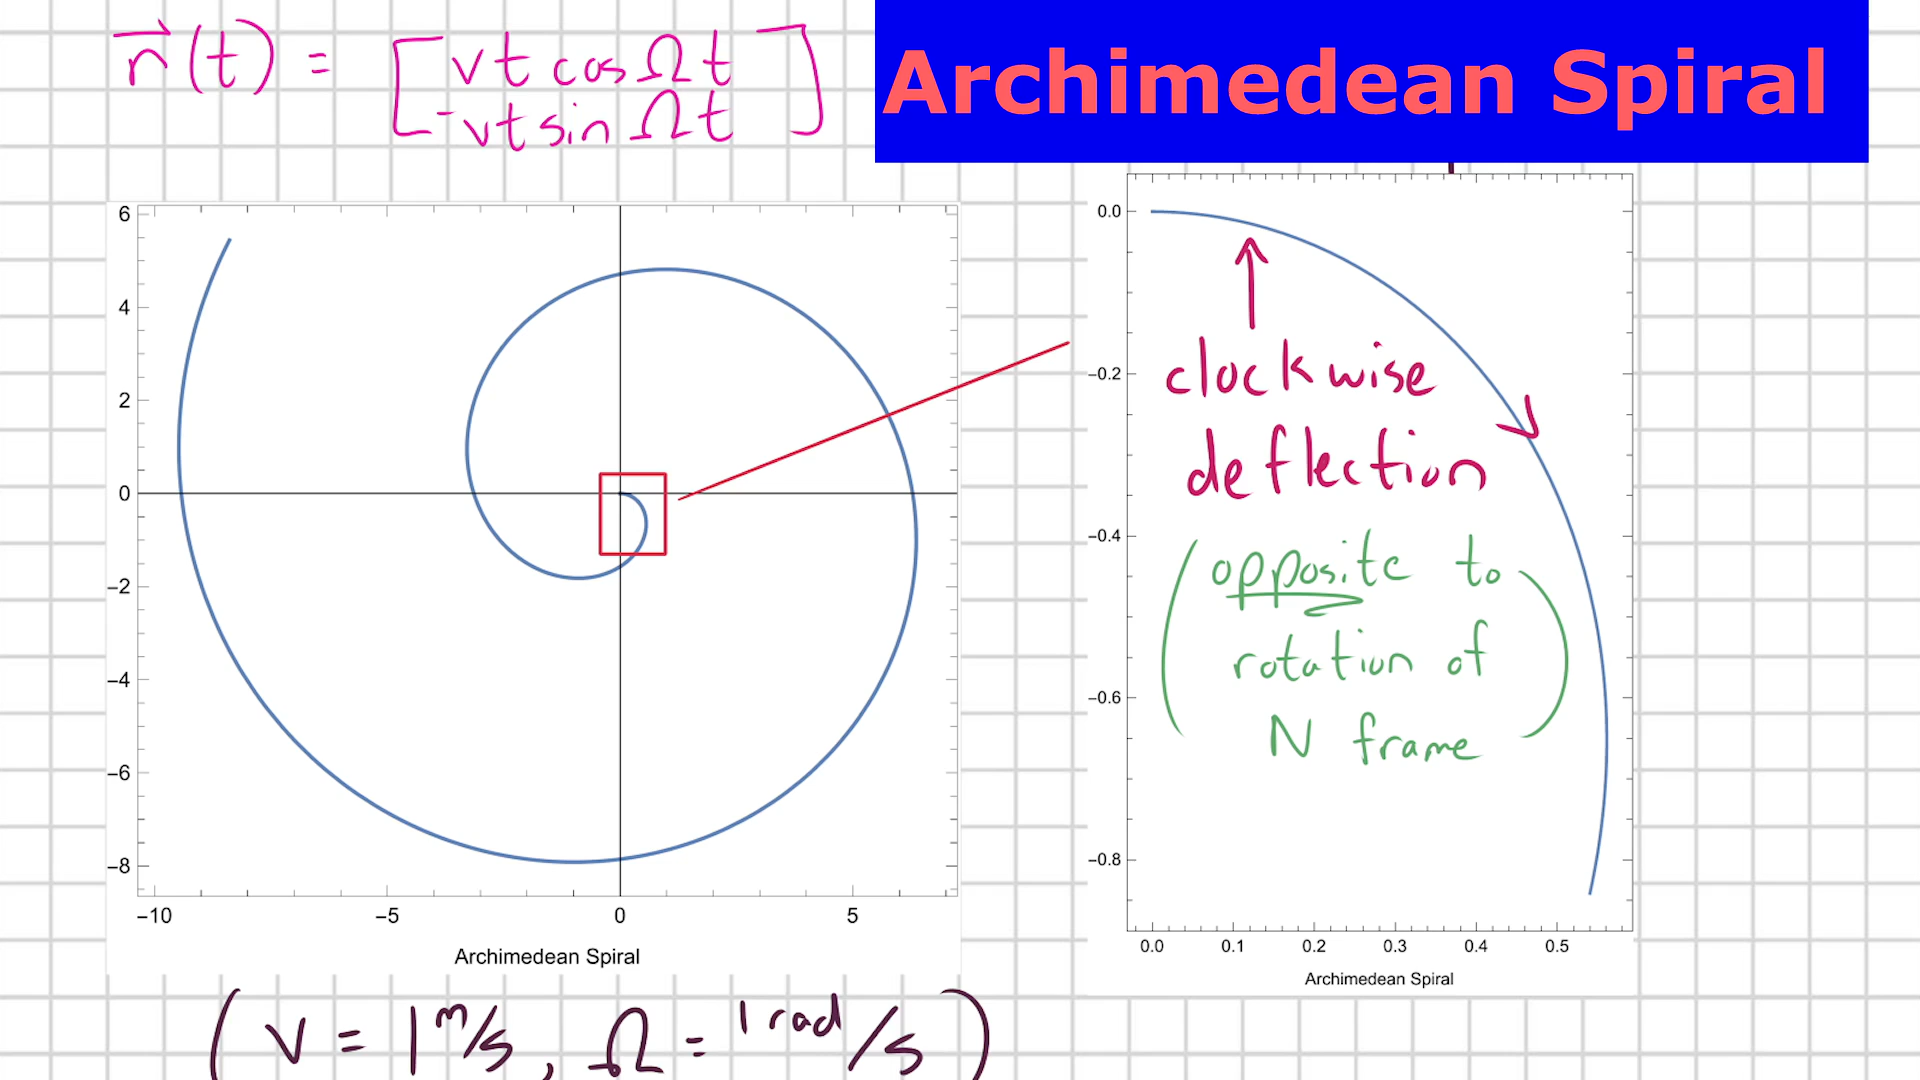 r⃗(t) = [ vt cos Ωt
-vt sin Ωt ]
Archimedean Spiral
6
4
2
0
−2
−4
−6
−8
−10
−5
0
5
Archimedean Spiral
0.0
-0.2
-0.4
-0.6
-0.8
0.0
0.1
0.2
0.3
0.4
0.5
Archimedean Spiral
clockwise
deflection
(opposite to
rotation of
N frame)
(v = 1 m/s, Ω = 1 rad/s)